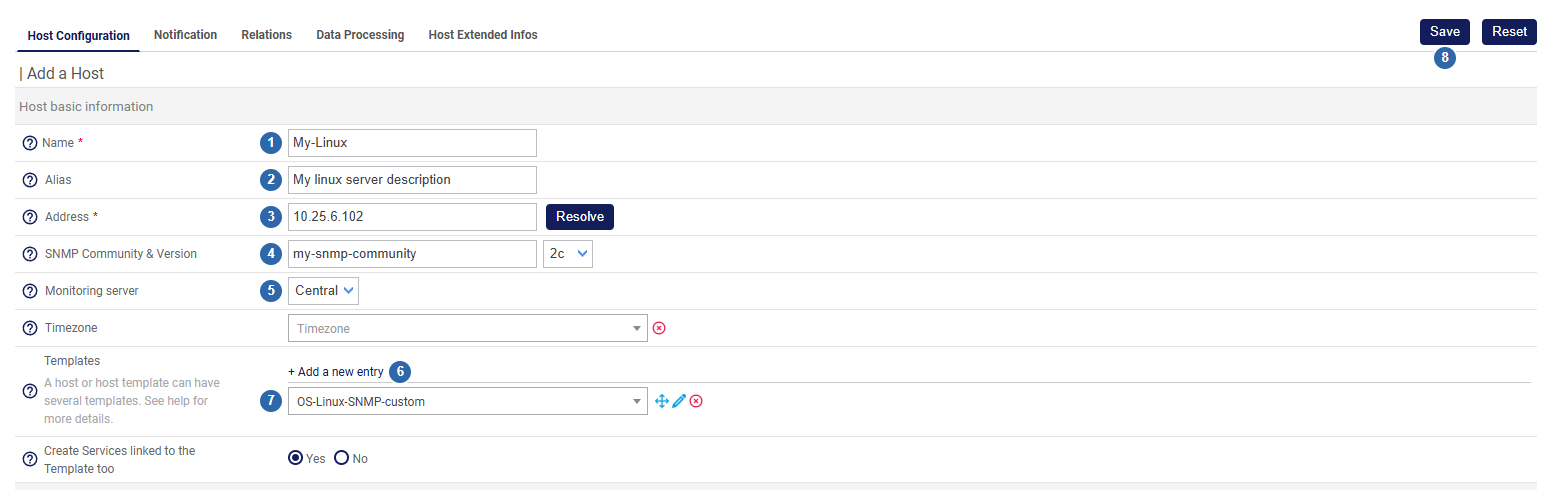 Host Configuration Notification Relations Data Processing Host Extended Infos Save Reset
8
| Add a Host
Host basic information
Name * 1 My-Linux
Alias 2 My linux server description
Address * 3 10.25.6.102 Resolve
SNMP Community & Version 4 my-snmp-community 2c
Monitoring server 5 Central
Timezone Timezone
Templates
+ Add a new entry 6
A host or host template can have
several templates. See help for
more details.
7 OS-Linux-SNMP-custom
Create Services linked to the
Template too
Yes No